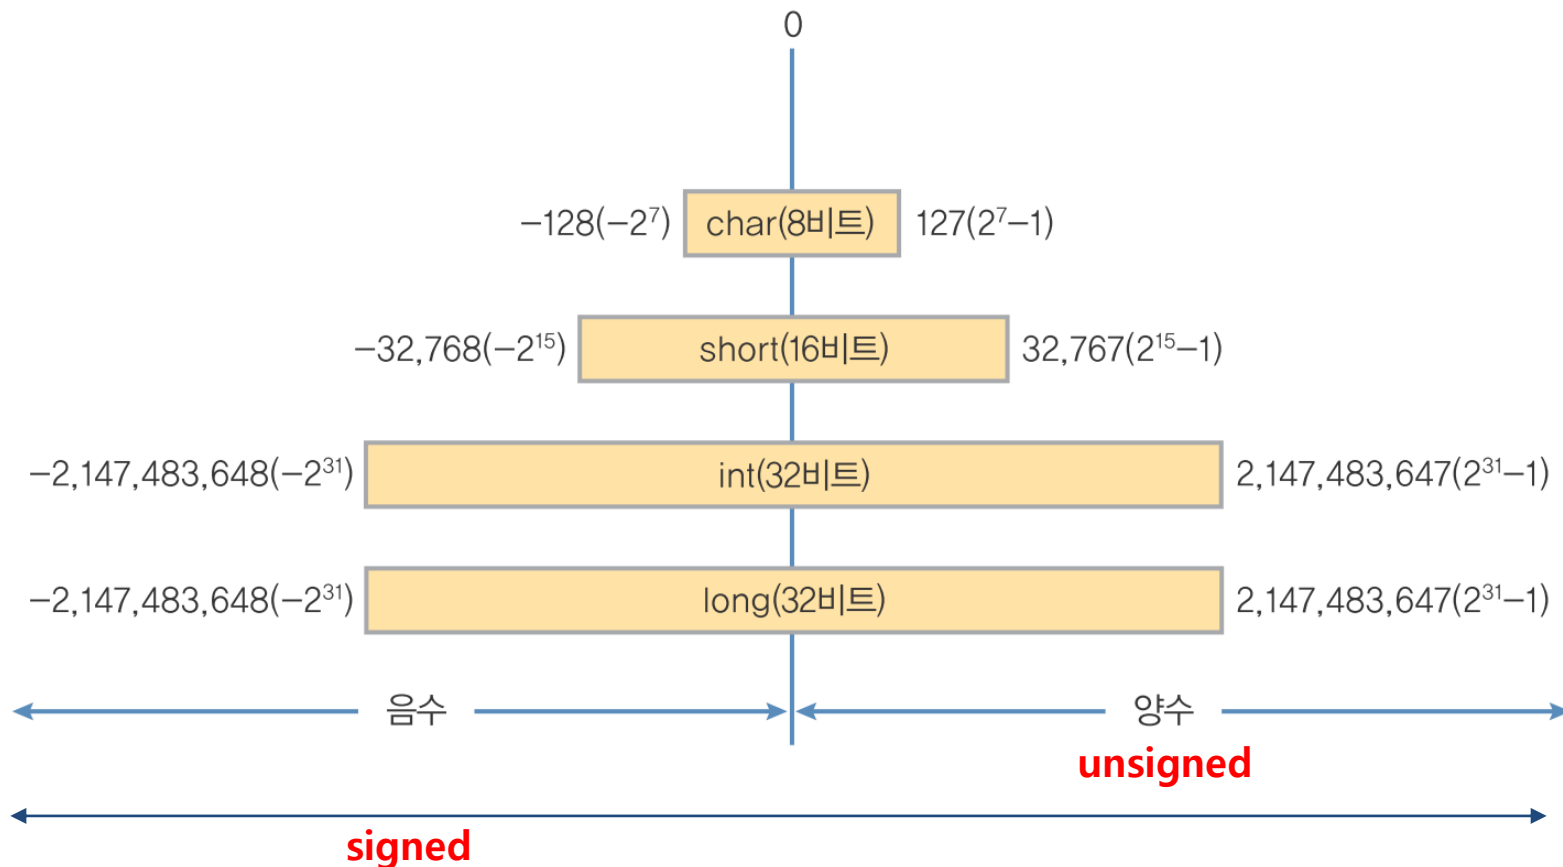 0
−128(−2⁷) char(8비트) 127(2⁷−1)
−32,768(−2¹⁵) short(16비트) 32,767(2¹⁵−1)
−2,147,483,648(−2³¹) int(32비트) 2,147,483,647(2³¹−1)
−2,147,483,648(−2³¹) long(32비트) 2,147,483,647(2³¹−1)
음수 양수
unsigned
signed